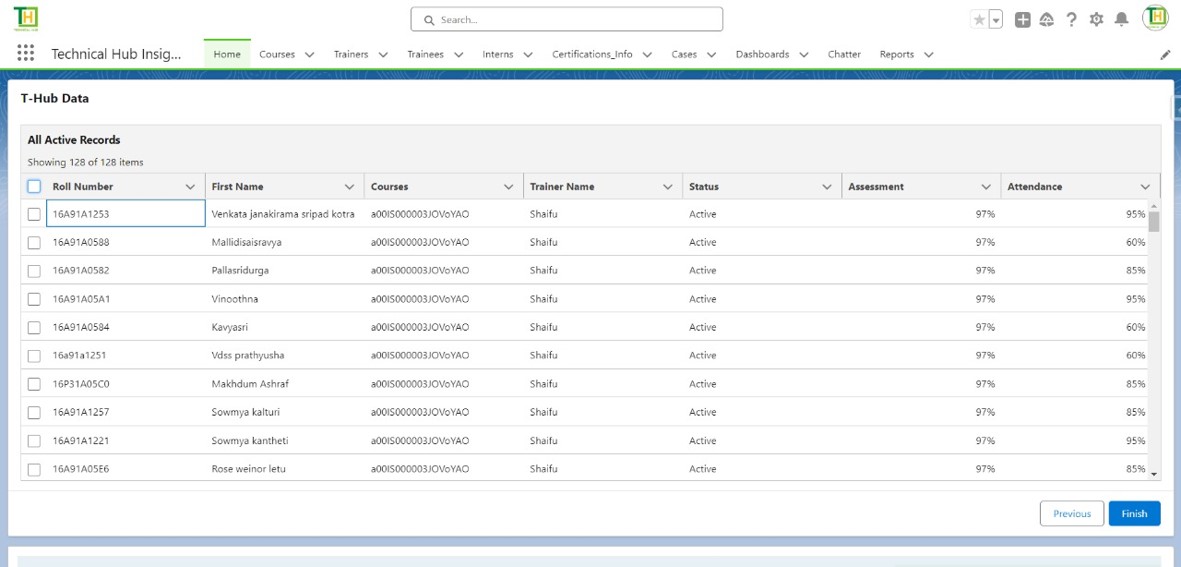 TH
Search...
TH
Technical Hub Insig...
Home
Courses
Trainers
Trainees
Interns
Certifications_Info
Cases
Dashboards
Chatter
Reports
T-Hub Data
All Active Records
Showing 128 of 128 items
Roll Number First Name Courses Trainer Name Status Assessment Attendance
16A91A1253 Venkata janakirama sripad kotra a00IS000003JOVoYAO Shaifu Active 97% 95%
16A91A0588 Mallidisaisravya a00IS000003JOVoYAO Shaifu Active 97% 60%
16A91A0582 Pallasridurga a00IS000003JOVoYAO Shaifu Active 97% 85%
16A91A05A1 Vinoothna a00IS000003JOVoYAO Shaifu Active 97% 95%
16A91A0584 Kavyasri a00IS000003JOVoYAO Shaifu Active 97% 60%
16a91a1251 Vdss prathyusha a00IS000003JOVoYAO Shaifu Active 97% 60%
16P31A05C0 Makhdum Ashraf a00IS000003JOVoYAO Shaifu Active 97% 85%
16A91A1257 Sowmya kalturi a00IS000003JOVoYAO Shaifu Active 97% 85%
16A91A1221 Sowmya kantheti a00IS000003JOVoYAO Shaifu Active 97% 95%
16A91A05E6 Rose weinor letu a00IS000003JOVoYAO Shaifu Active 97% 85%
Previous
Finish